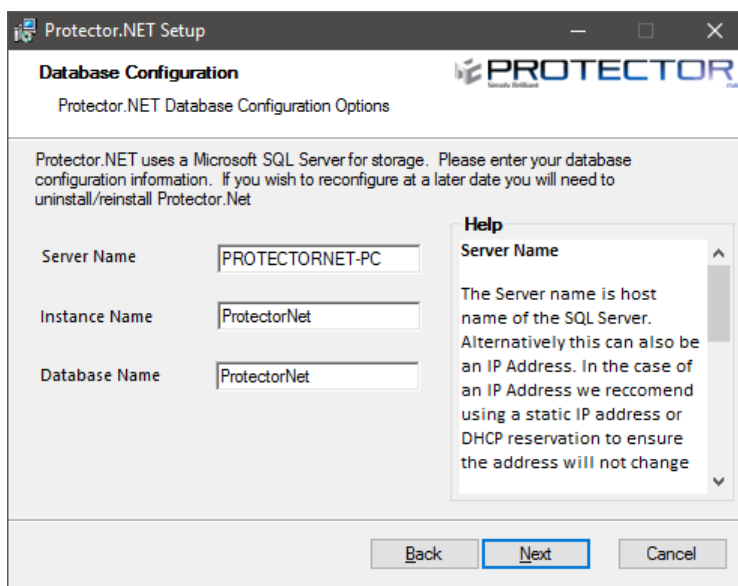 Protector.NET Setup
Database Configuration
PROTECTOR
Simply Brilliant
.net
Protector.NET Database Configuration Options
Protector.NET uses a Microsoft SQL Server for storage. Please enter your database
configuration information. If you wish to reconfigure at a later date you will need to
uninstall/reinstall Protector.Net
Server Name
PROTECTORNET-PC
Instance Name
ProtectorNet
Database Name
ProtectorNet
Help
Server Name
The Server name is host
name of the SQL Server.
Alternatively this can also be
an IP Address. In the case of
an IP Address we reccomend
using a static IP address or
DHCP reservation to ensure
the address will not change
Back
Next
Cancel